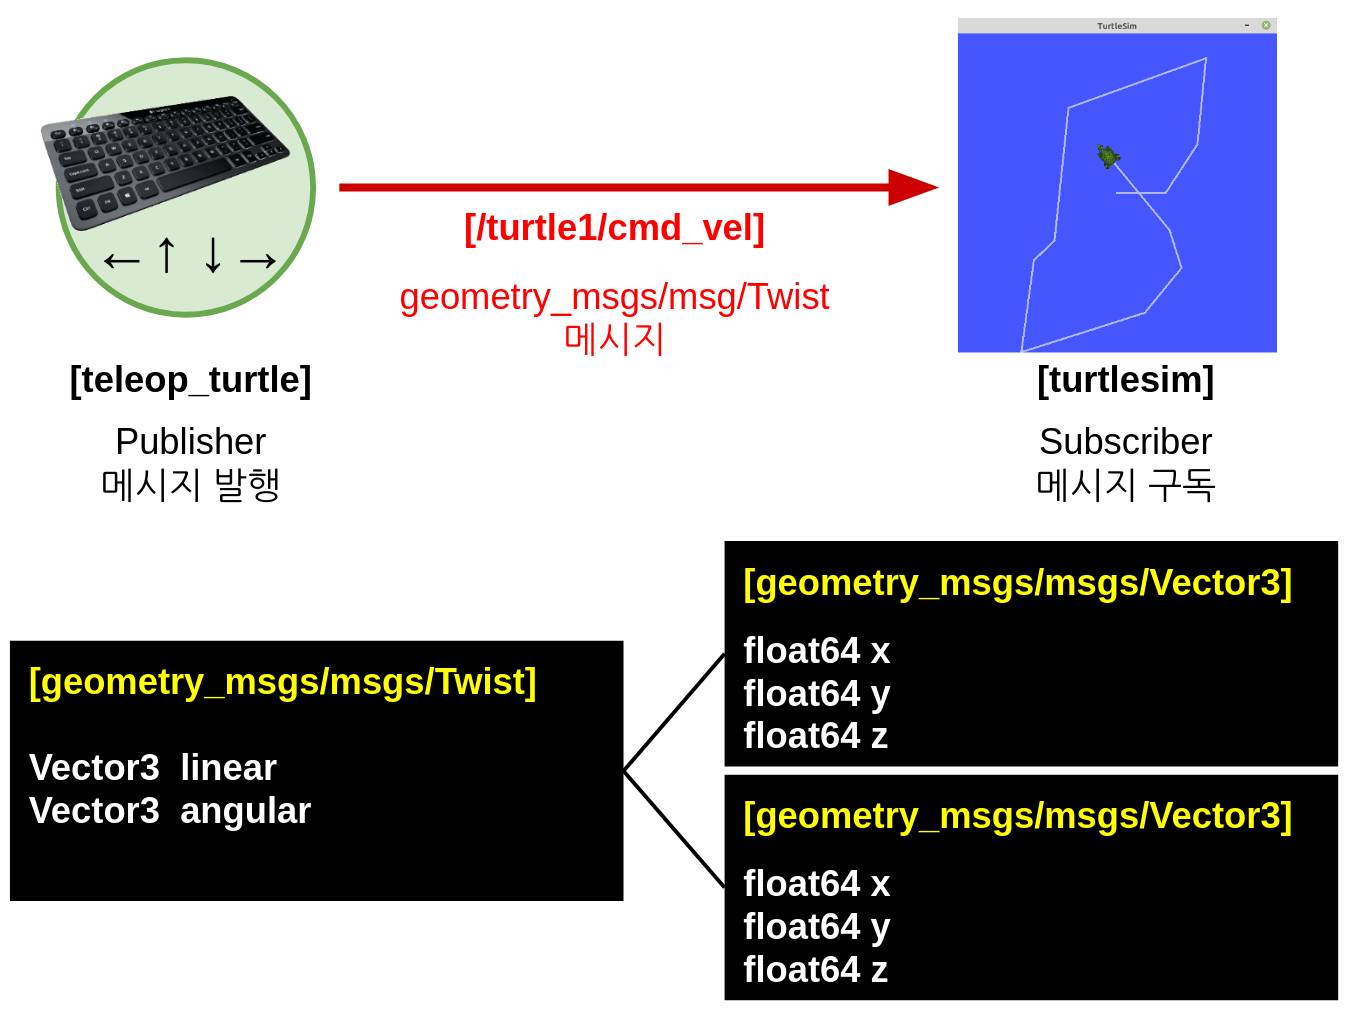 TurtleSim
←↑↓→
[/turtle1/cmd_vel]
geometry_msgs/msg/Twist
메시지
[teleop_turtle]
Publisher
메시지 발행
[turtlesim]
Subscriber
메시지 구독
[geometry_msgs/msgs/Twist]
Vector3 linear
Vector3 angular
[geometry_msgs/msgs/Vector3]
float64 x
float64 y
float64 z
[geometry_msgs/msgs/Vector3]
float64 x
float64 y
float64 z